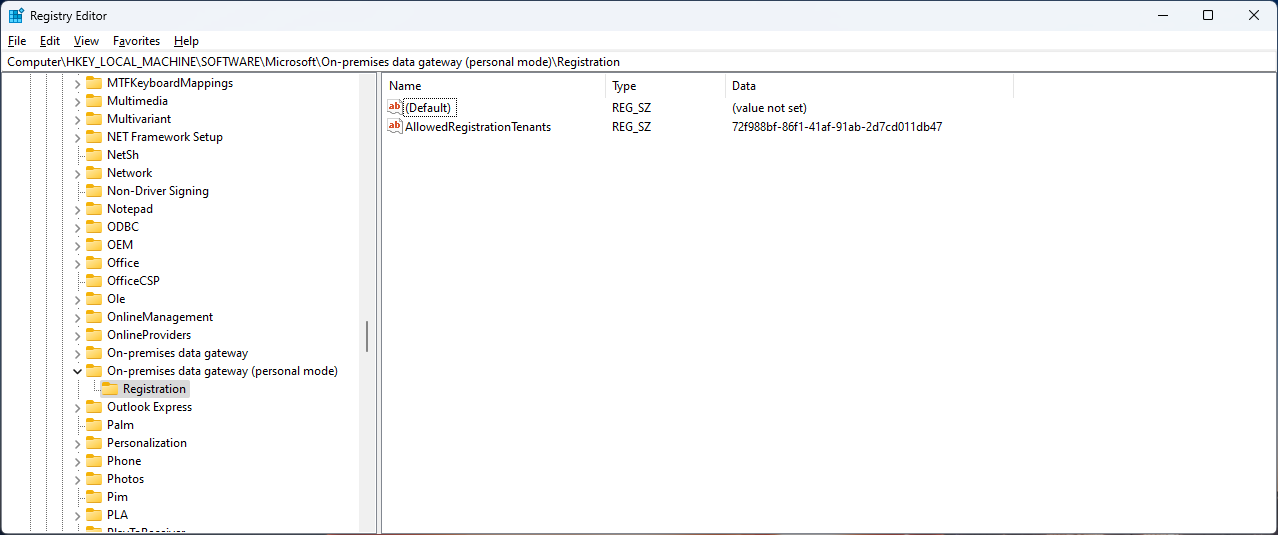 Registry Editor
File Edit View Favorites Help
Computer\HKEY_LOCAL_MACHINE\SOFTWARE\Microsoft\On-premises data gateway (personal mode)\Registration
MTFKeyboardMappings
Multimedia
Multivariant
NET Framework Setup
NetSh
Network
Non-Driver Signing
Notepad
ODBC
OEM
Office
OfficeCSP
Ole
OnlineManagement
OnlineProviders
On-premises data gateway
On-premises data gateway (personal mode)
Registration
Outlook Express
Palm
Personalization
Phone
Photos
Pim
PLA
PlayToReceiver
Name Type Data
ab (Default) REG_SZ (value not set)
ab AllowedRegistrationTenants REG_SZ 72f988bf-86f1-41af-91ab-2d7cd011db47